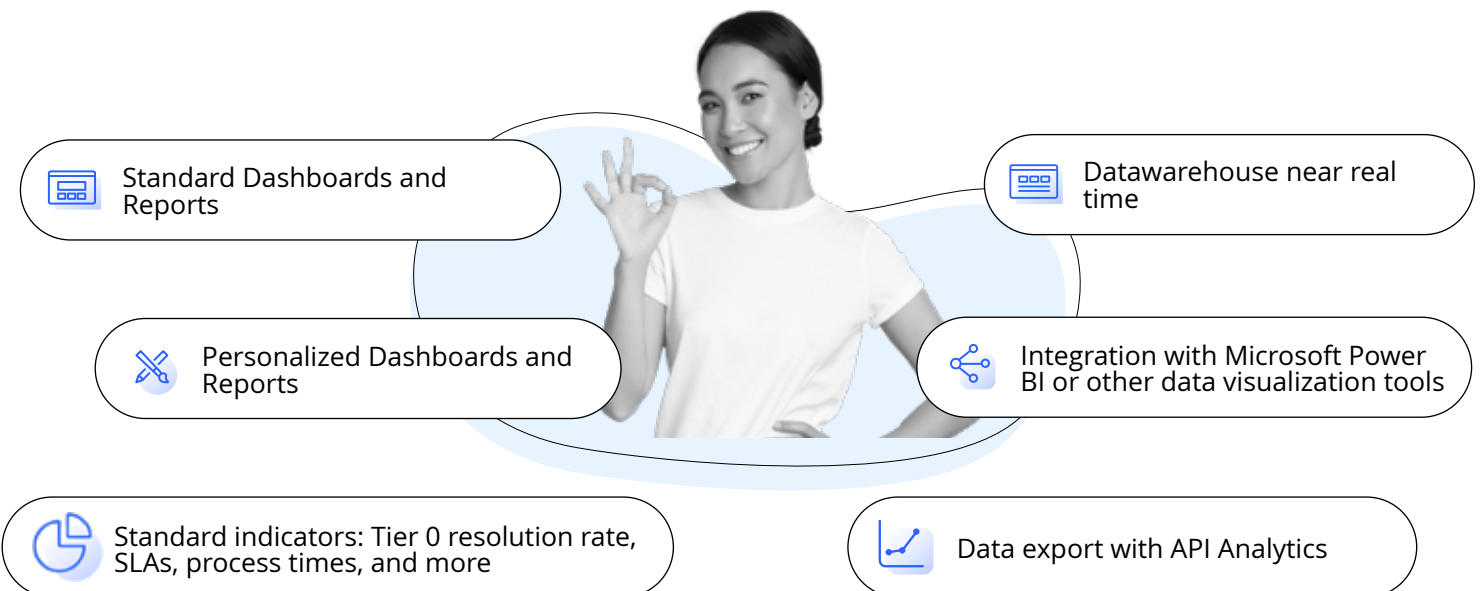 Standard Dashboards and
Reports
Datawarehouse near real
time
Personalized Dashboards and
Reports
Integration with Microsoft Power
BI or other data visualization tools
Standard indicators: Tier 0 resolution rate,
SLAs, process times, and more
Data export with API Analytics